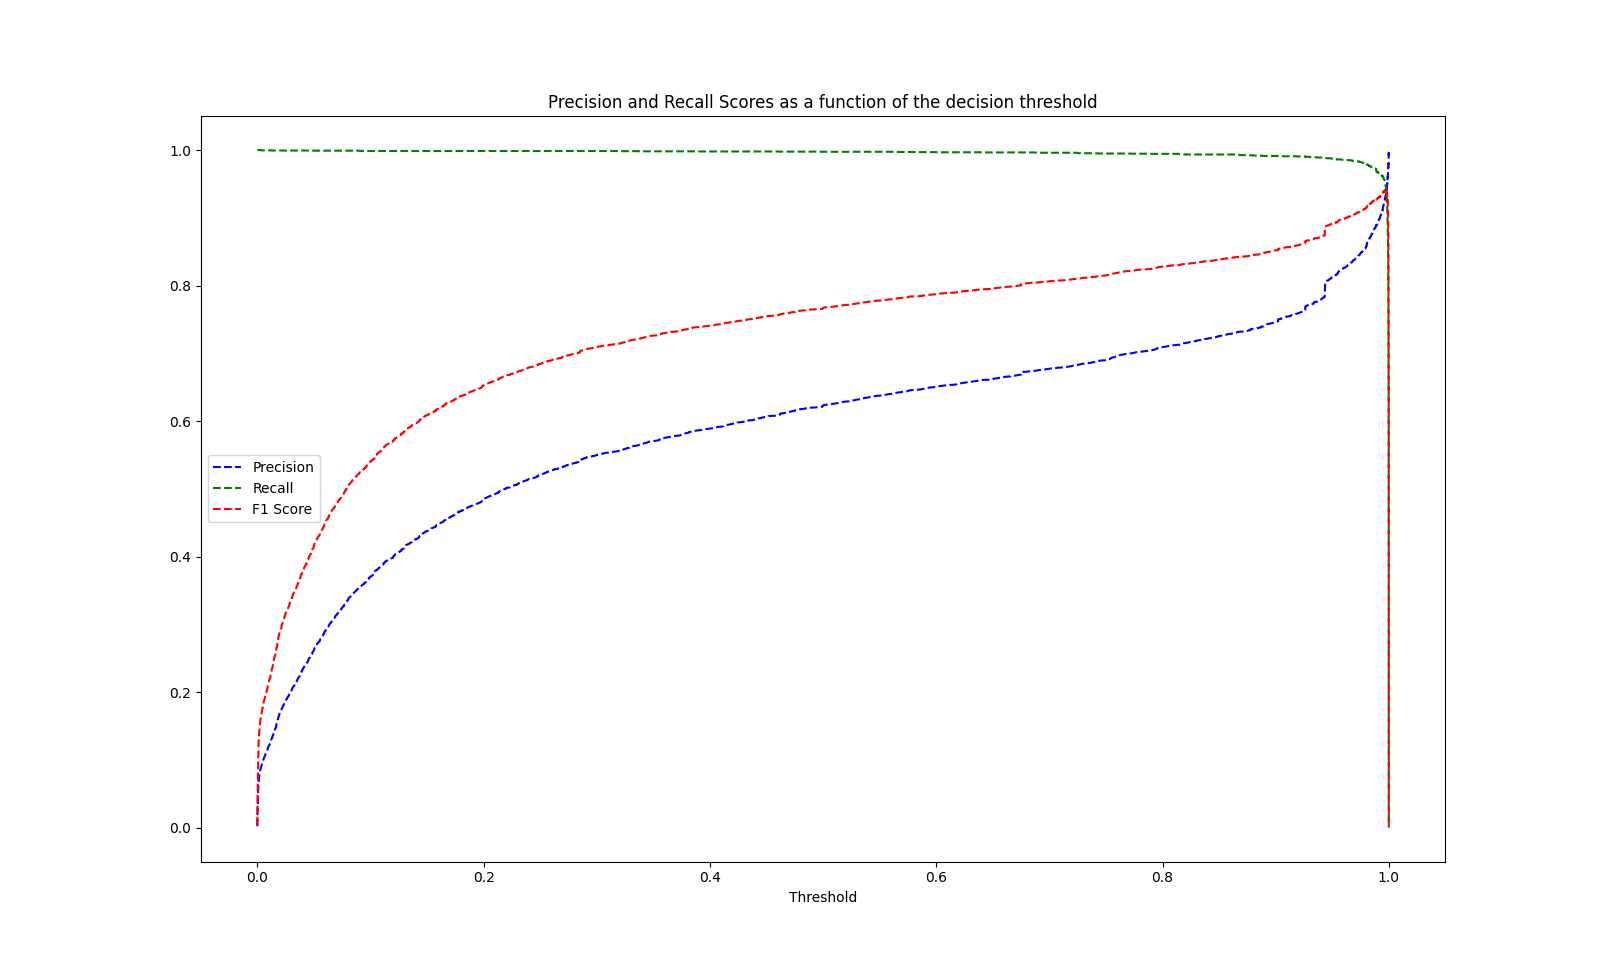 Precision and Recall Scores as a function of the decision threshold
1.0
0.8
0.6
0.4
0.2
0.0
Precision
Recall
F1 Score
0.0 0.2 0.4 0.6 0.8 1.0
Threshold